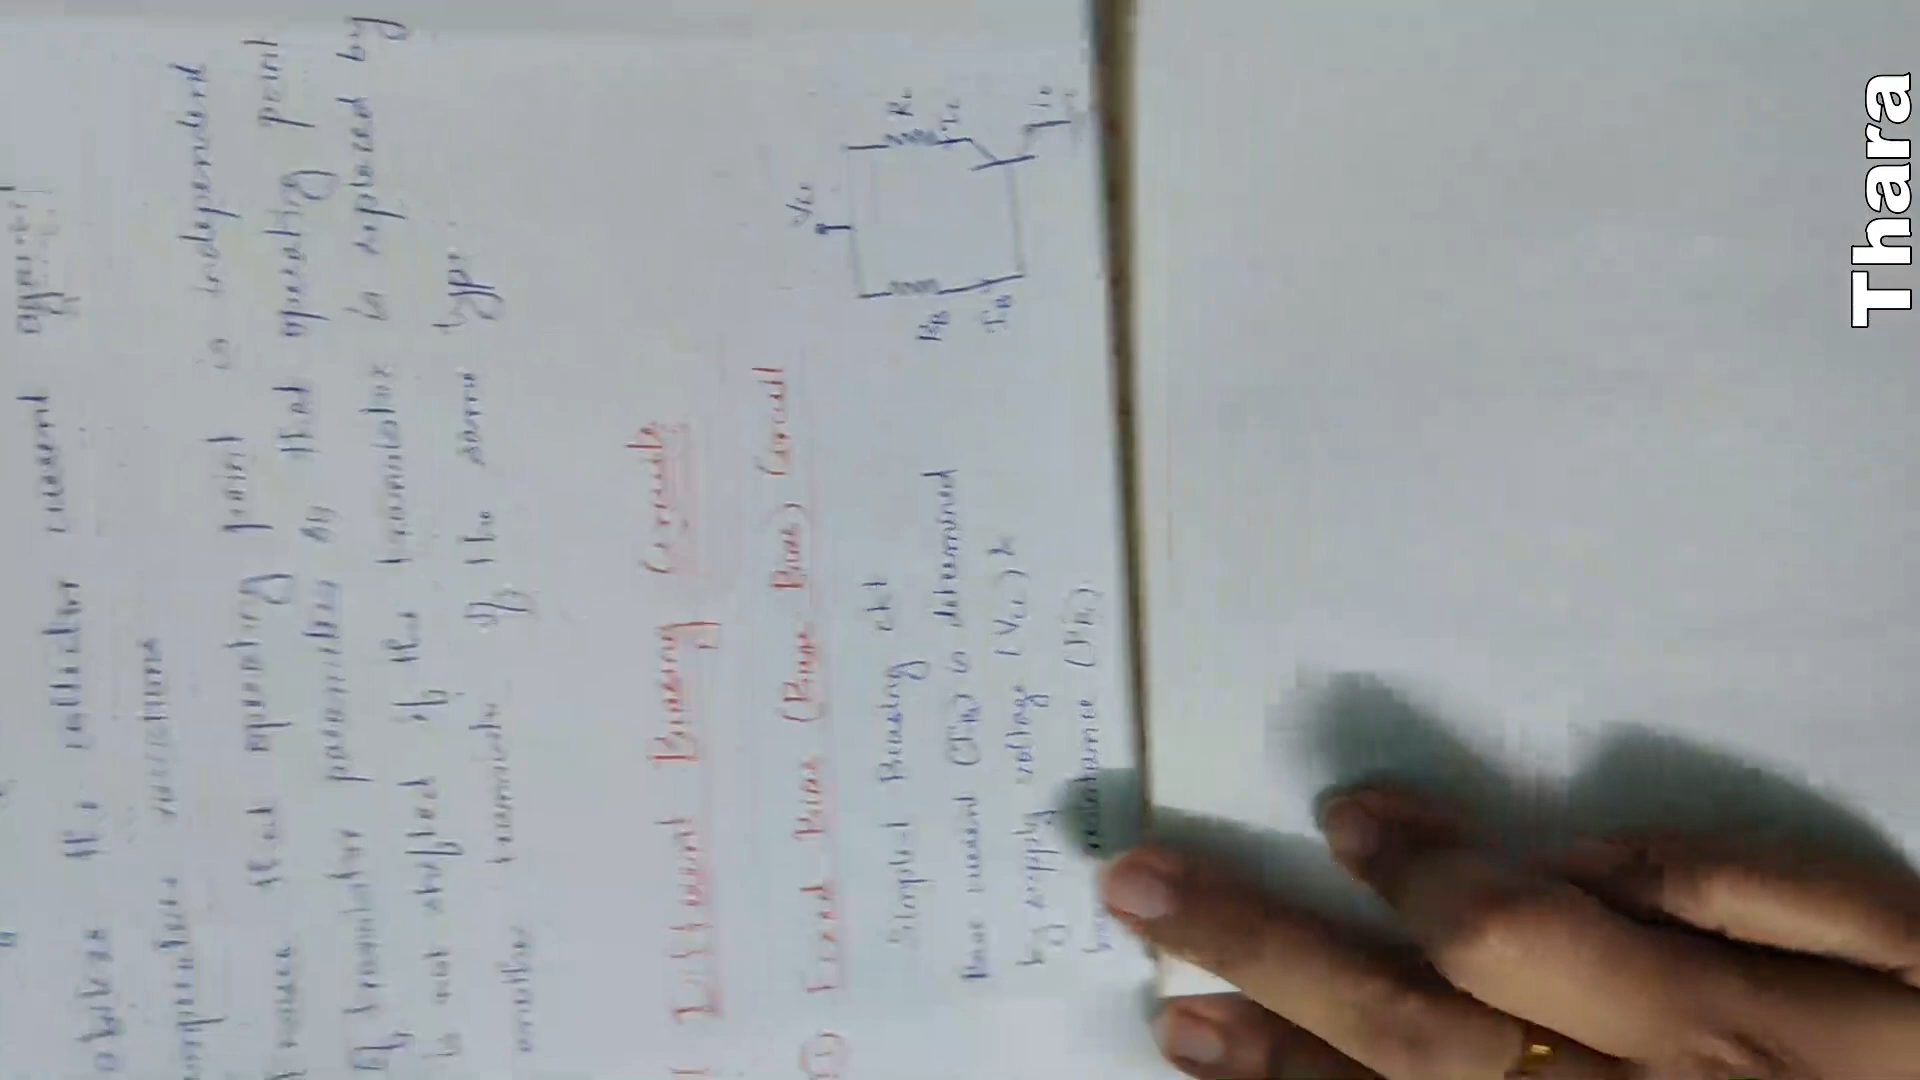 the collector current against
temperature variations
that operating point is independent
of transistor parameters so that operating point
is not shifted if the transistor is replaced by
another transistor of the same type.
Different Biasing Circuits
① Fixed Bias (Base Bias) Circuit
Simplest Biasing ckt
Base current (IB) is determined
by supply voltage (Vcc) &
resistance (RB)
Vcc
RB
IB
Rc
Ic
Thara